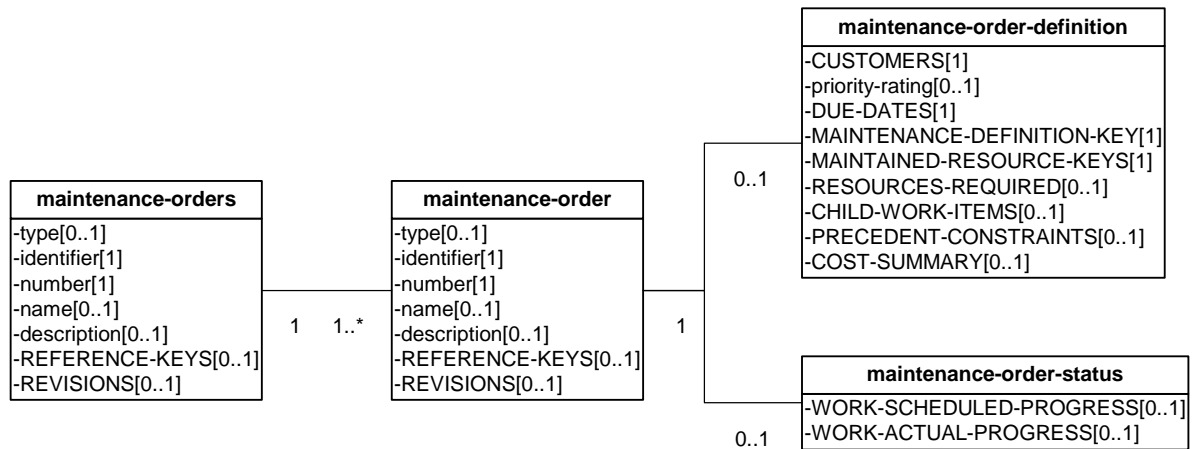 maintenance-order-definition
-CUSTOMERS[1]
-priority-rating[0..1]
-DUE-DATES[1]
-MAINTENANCE-DEFINITION-KEY[1]
-MAINTAINED-RESOURCE-KEYS[1]
-RESOURCES-REQUIRED[0..1]
-CHILD-WORK-ITEMS[0..1]
-PRECEDENT-CONSTRAINTS[0..1]
-COST-SUMMARY[0..1]
0..1
maintenance-orders
-type[0..1]
-identifier[1]
-number[1]
-name[0..1]
-description[0..1]
-REFERENCE-KEYS[0..1]
-REVISIONS[0..1]
1
1..*
maintenance-order
-type[0..1]
-identifier[1]
-number[1]
-name[0..1]
-description[0..1]
-REFERENCE-KEYS[0..1]
-REVISIONS[0..1]
1
maintenance-order-status
-WORK-SCHEDULED-PROGRESS[0..1]
-WORK-ACTUAL-PROGRESS[0..1]
0..1